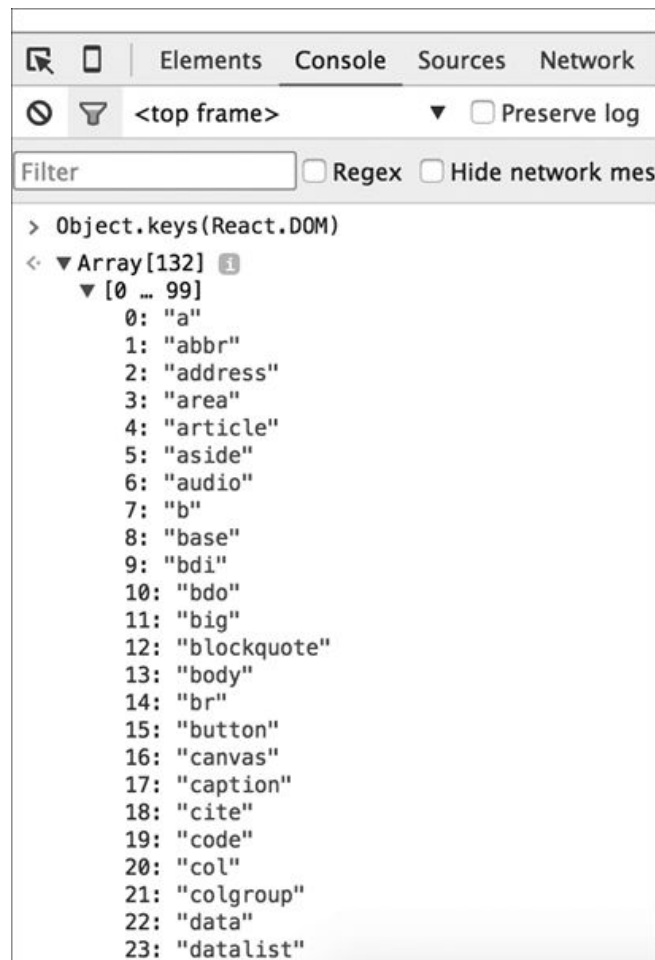 Elements Console Sources Network
<top frame> ▼ Preserve log
Filter Regex Hide network mes
> Object.keys(React.DOM)
▼ Array[132] i
▼ [0 … 99]
0: "a"
1: "abbr"
2: "address"
3: "area"
4: "article"
5: "aside"
6: "audio"
7: "b"
8: "base"
9: "bdi"
10: "bdo"
11: "big"
12: "blockquote"
13: "body"
14: "br"
15: "button"
16: "canvas"
17: "caption"
18: "cite"
19: "code"
20: "col"
21: "colgroup"
22: "data"
23: "datalist"